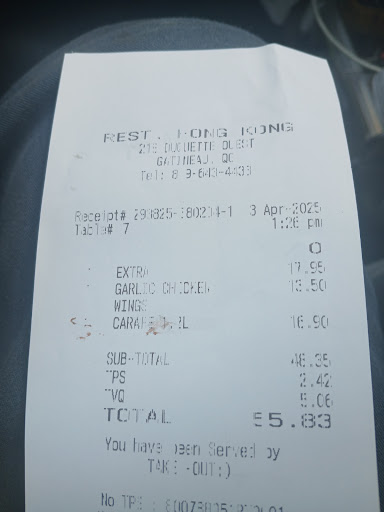 REST. HONG KONG
GATINEAU, QC
Tel:
Receipt# 3 Apr-2025
Table# 7 1:26 pm
0
EXTRA 17.95
GARLIC CHICKEN 13.50
WINGS
16.90
SUB-TOTAL 48.35
TPS 2.42
TVQ 5.06
TOTAL 55.83
You have been Served by
TAKE-OUT:)
No TPS :